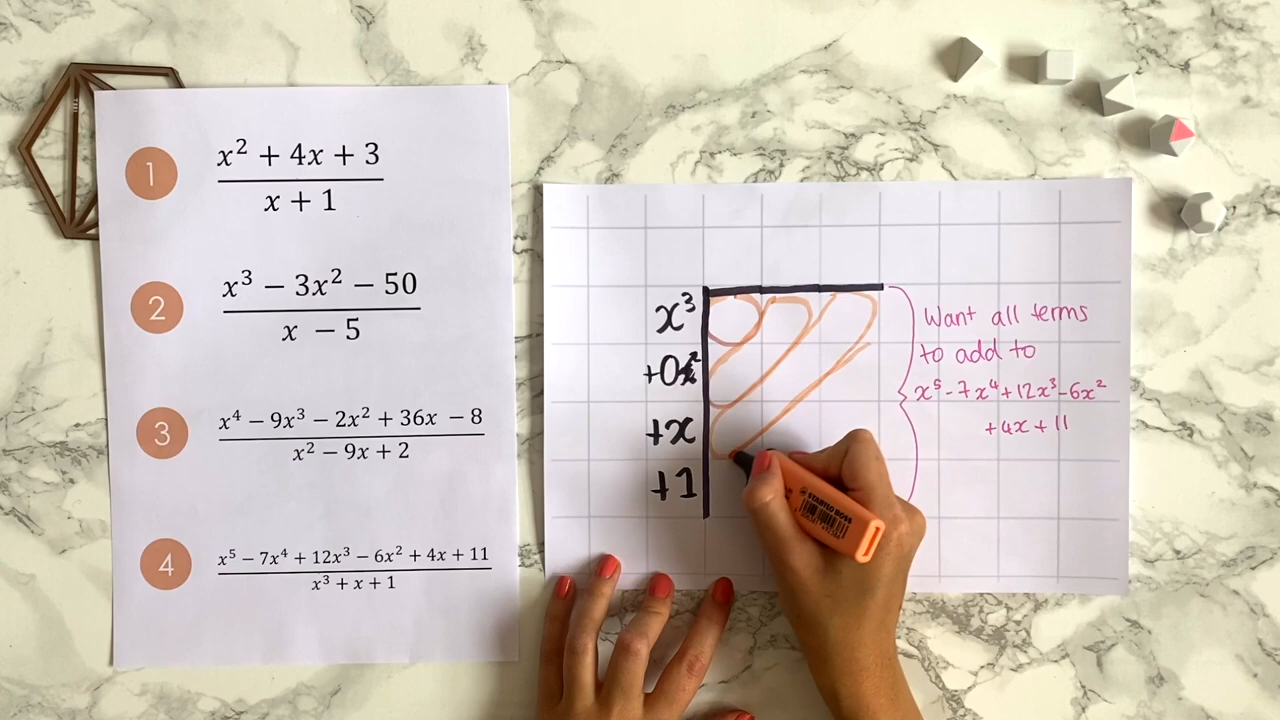 1
x² + 4x + 3
x + 1
2
x³ − 3x² − 50
x − 5
3
x⁴ − 9x³ − 2x² + 36x − 8
x² − 9x + 2
4
x⁵ − 7x⁴ + 12x³ − 6x² + 4x + 11
x³ + x + 1
x³
+0x²
+x
+1
Want all terms
to add to
x⁵-7x⁴+12x³-6x²
+4x+11
STABILO BOSS